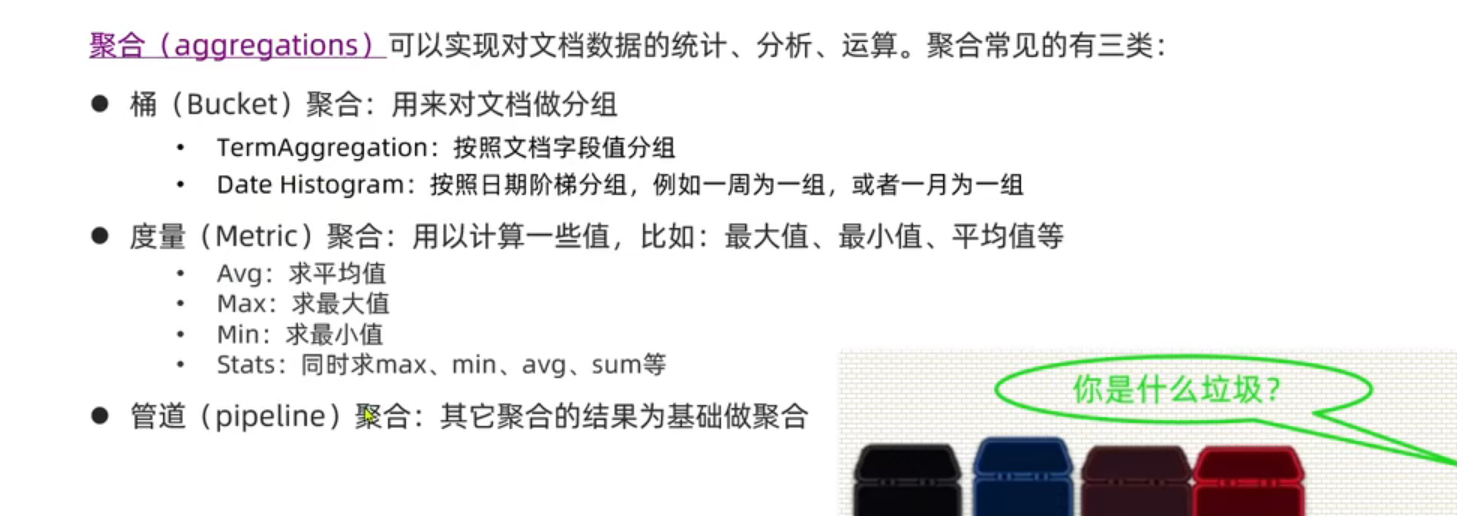 聚合（aggregations）可以实现对文档数据的统计、分析、运算。聚合常见的有三类：
● 桶（Bucket）聚合：用来对文档做分组
• TermAggregation：按照文档字段值分组
• Date Histogram：按照日期阶梯分组，例如一周为一组，或者一月为一组
● 度量（Metric）聚合：用以计算一些值，比如：最大值、最小值、平均值等
• Avg：求平均值
• Max：求最大值
• Min：求最小值
• Stats：同时求max、min、avg、sum等
● 管道（pipeline）聚合：其它聚合的结果为基础做聚合
你是什么垃圾？